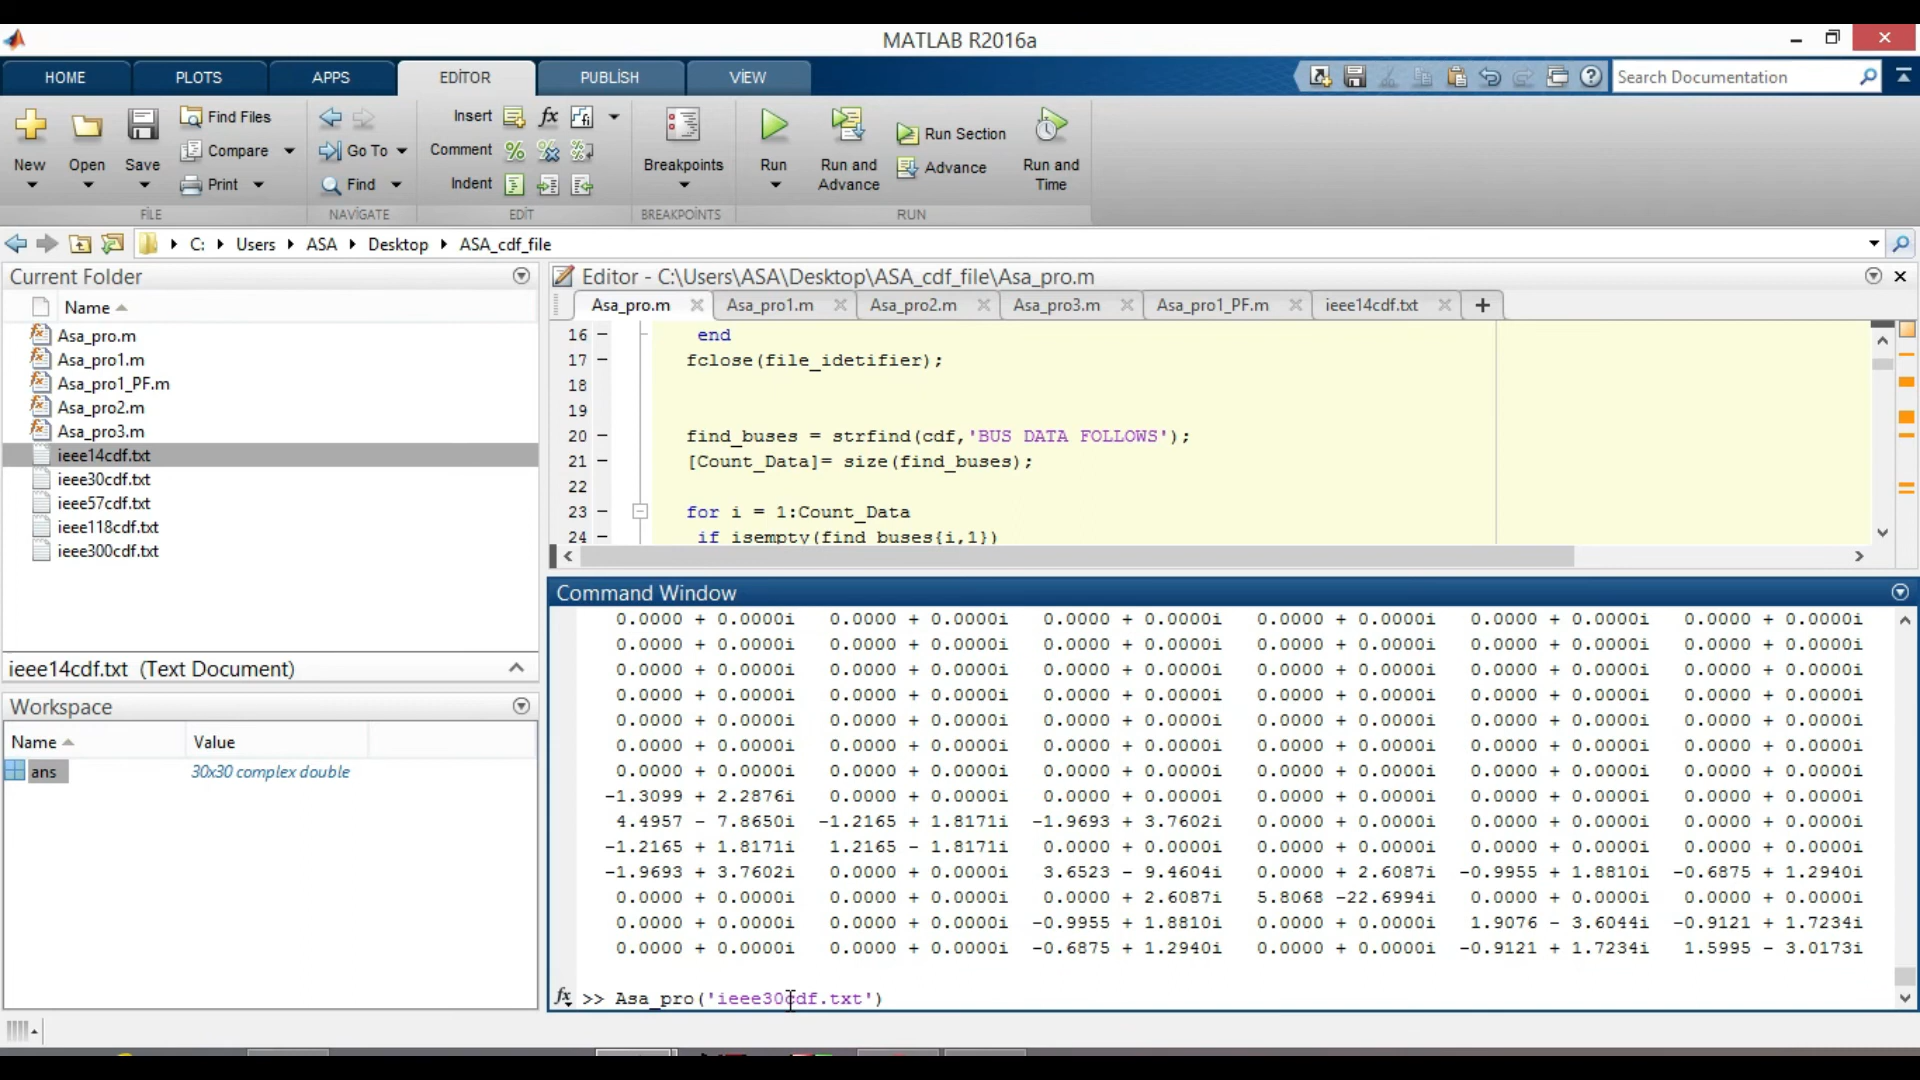 MATLAB R2016a
HOME PLOTS APPS EDİTOR PUBLİSH VİEW
Search Documentation
New Open Save Find Files Compare Print
Go To Find
Insert fx
Comment
Indent
Breakpoints
Run Run and Advance Run Section Advance Run and Time
FİLE NAVİGATE EDİT BREAKPOİNTS RUN
C: Users ASA Desktop ASA_cdf_file
Current Folder
Name
Asa_pro.m
Asa_pro1.m
Asa_pro1_PF.m
Asa_pro2.m
Asa_pro3.m
ieee14cdf.txt
ieee30cdf.txt
ieee57cdf.txt
ieee118cdf.txt
ieee300cdf.txt
ieee14cdf.txt (Text Document)
Workspace
Name Value
ans 30x30 complex double
Editor - C:\Users\ASA\Desktop\ASA_cdf_file\Asa_pro.m
Asa_pro.m Asa_pro1.m Asa_pro2.m Asa_pro3.m Asa_pro1_PF.m ieee14cdf.txt
16 end
17 fclose(file_idetifier);
18
19
20 find_buses = strfind(cdf,'BUS DATA FOLLOWS');
21 [Count_Data]= size(find_buses);
22
23 for i = 1:Count_Data
24 if isempty(find_buses{i,1})
Command Window
0.0000 + 0.0000i 0.0000 + 0.0000i 0.0000 + 0.0000i 0.0000 + 0.0000i 0.0000 + 0.0000i 0.0000 + 0.0000i
0.0000 + 0.0000i 0.0000 + 0.0000i 0.0000 + 0.0000i 0.0000 + 0.0000i 0.0000 + 0.0000i 0.0000 + 0.0000i
0.0000 + 0.0000i 0.0000 + 0.0000i 0.0000 + 0.0000i 0.0000 + 0.0000i 0.0000 + 0.0000i 0.0000 + 0.0000i
0.0000 + 0.0000i 0.0000 + 0.0000i 0.0000 + 0.0000i 0.0000 + 0.0000i 0.0000 + 0.0000i 0.0000 + 0.0000i
0.0000 + 0.0000i 0.0000 + 0.0000i 0.0000 + 0.0000i 0.0000 + 0.0000i 0.0000 + 0.0000i 0.0000 + 0.0000i
0.0000 + 0.0000i 0.0000 + 0.0000i 0.0000 + 0.0000i 0.0000 + 0.0000i 0.0000 + 0.0000i 0.0000 + 0.0000i
0.0000 + 0.0000i 0.0000 + 0.0000i 0.0000 + 0.0000i 0.0000 + 0.0000i 0.0000 + 0.0000i 0.0000 + 0.0000i
-1.3099 + 2.2876i 0.0000 + 0.0000i 0.0000 + 0.0000i 0.0000 + 0.0000i 0.0000 + 0.0000i 0.0000 + 0.0000i
4.4957 - 7.8650i -1.2165 + 1.8171i -1.9693 + 3.7602i 0.0000 + 0.0000i 0.0000 + 0.0000i 0.0000 + 0.0000i
-1.2165 + 1.8171i 1.2165 - 1.8171i 0.0000 + 0.0000i 0.0000 + 0.0000i 0.0000 + 0.0000i 0.0000 + 0.0000i
-1.9693 + 3.7602i 0.0000 + 0.0000i 3.6523 - 9.4604i 0.0000 + 2.6087i -0.9955 + 1.8810i -0.6875 + 1.2940i
0.0000 + 0.0000i 0.0000 + 0.0000i 0.0000 + 2.6087i 5.8068 -22.6994i 0.0000 + 0.0000i 0.0000 + 0.0000i
0.0000 + 0.0000i 0.0000 + 0.0000i -0.9955 + 1.8810i 0.0000 + 0.0000i 1.9076 - 3.6044i -0.9121 + 1.7234i
0.0000 + 0.0000i 0.0000 + 0.0000i -0.6875 + 1.2940i 0.0000 + 0.0000i -0.9121 + 1.7234i 1.5995 - 3.0173i
fx >> Asa_pro('ieee30cdf.txt')